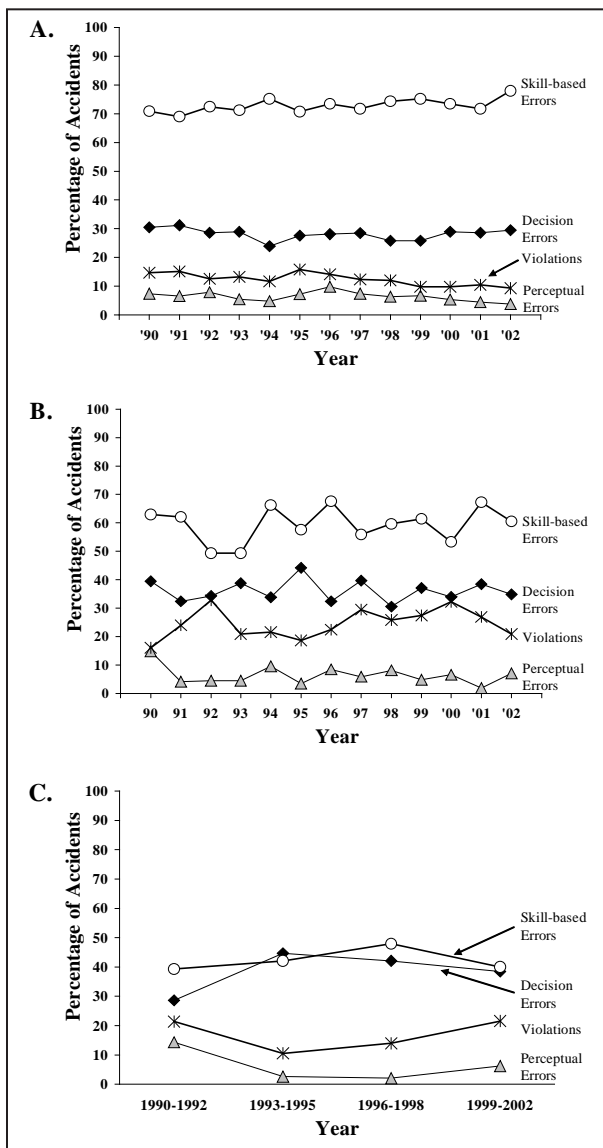 A.
Percentage of Accidents
100
90
80
70
60
50
40
30
20
10
0
Skill-based
Errors
Decision
Errors
Violations
Perceptual
Errors
'90 '91 '92 '93 '94 '95 '96 '97 '98 '99 '00 '01 '02
Year
B.
Percentage of Accidents
100
90
80
70
60
50
40
30
20
10
0
Skill-based
Errors
Decision
Errors
Violations
Perceptual
Errors
90 91 92 93 94 95 96 97 98 99 '00 '01 '02
Year
C.
Percentage of Accidents
100
90
80
70
60
50
40
30
20
10
0
Skill-based
Errors
Decision
Errors
Violations
Perceptual
Errors
1990-1992 1993-1995 1996-1998 1999-2002
Year